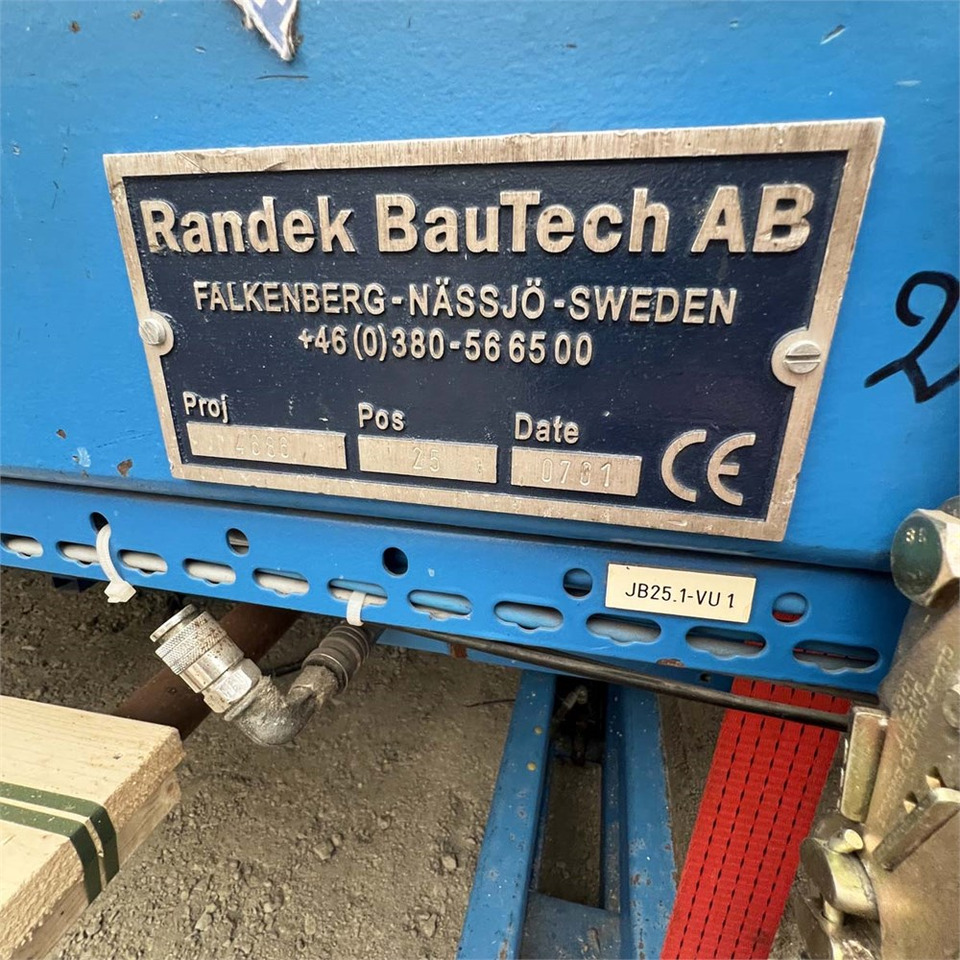 Randek BauTech AB
FALKENBERG-NÄSSJÖ-SWEDEN
+46(0)380-56 65 00
Proj Pos Date
25 0701
CE
2
JB25.1-VU 1